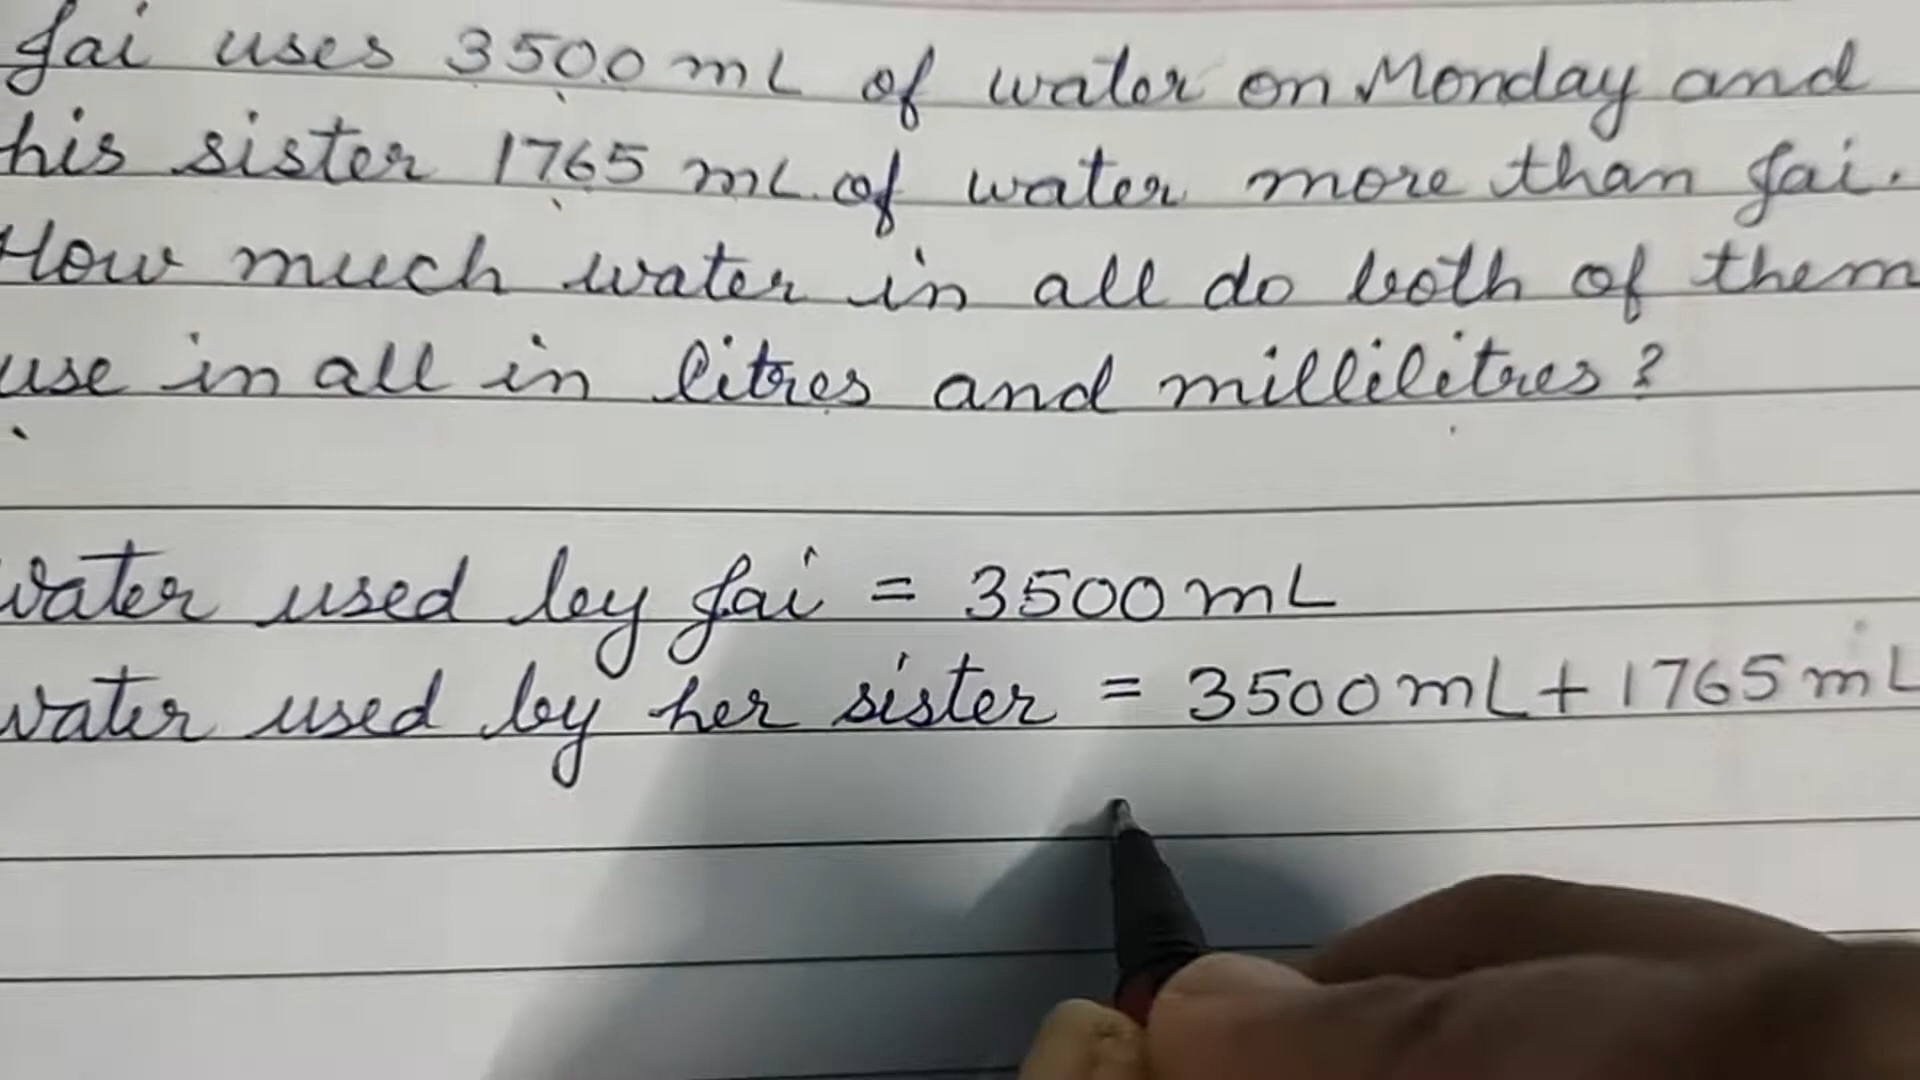 Jai uses 3500 mL of water on Monday and
his sister 1765 mL of water more than Jai.
How much water in all do both of them
use in all in litres and millilitres?
Water used by Jai = 3500 mL
Water used by her sister = 3500 mL + 1765 mL